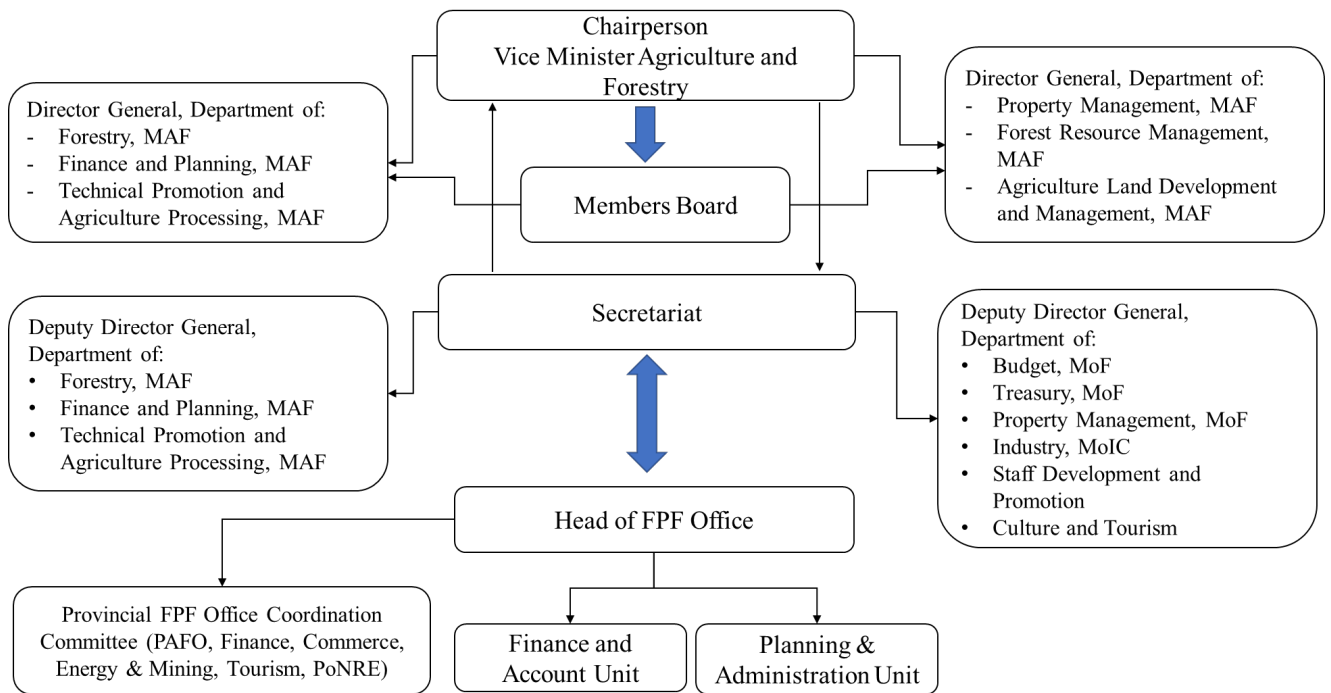 Chairperson
Vice Minister Agriculture and
Forestry
Director General, Department of:
- Forestry, MAF
- Finance and Planning, MAF
- Technical Promotion and
Agriculture Processing, MAF
Director General, Department of:
- Property Management, MAF
- Forest Resource Management,
MAF
- Agriculture Land Development
and Management, MAF
Members Board
Secretariat
Deputy Director General,
Department of:
• Forestry, MAF
• Finance and Planning, MAF
• Technical Promotion and
Agriculture Processing, MAF
Deputy Director General,
Department of:
• Budget, MoF
• Treasury, MoF
• Property Management, MoF
• Industry, MoIC
• Staff Development and
Promotion
• Culture and Tourism
Head of FPF Office
Provincial FPF Office Coordination
Committee (PAFO, Finance, Commerce,
Energy & Mining, Tourism, PoNRE)
Finance and
Account Unit
Planning &
Administration Unit